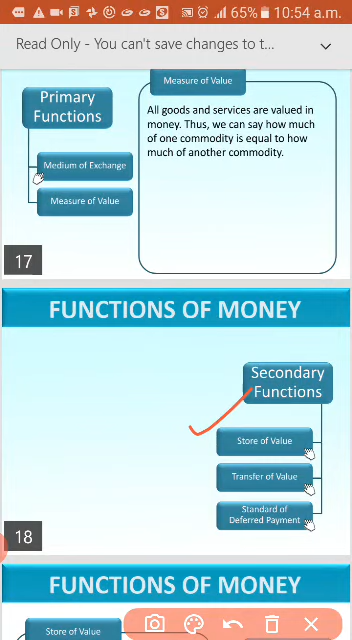 65% 10:54 a.m.
Read Only - You can't save changes to t...
Measure of Value
Primary
Functions
All goods and services are valued in
money. Thus, we can say how much
of one commodity is equal to how
much of another commodity.
Medium of Exchange
Measure of Value
17
FUNCTIONS OF MONEY
Secondary
Functions
Store of Value
Transfer of Value
Standard of
Deferred Payment
18
FUNCTIONS OF MONEY
Store of Value